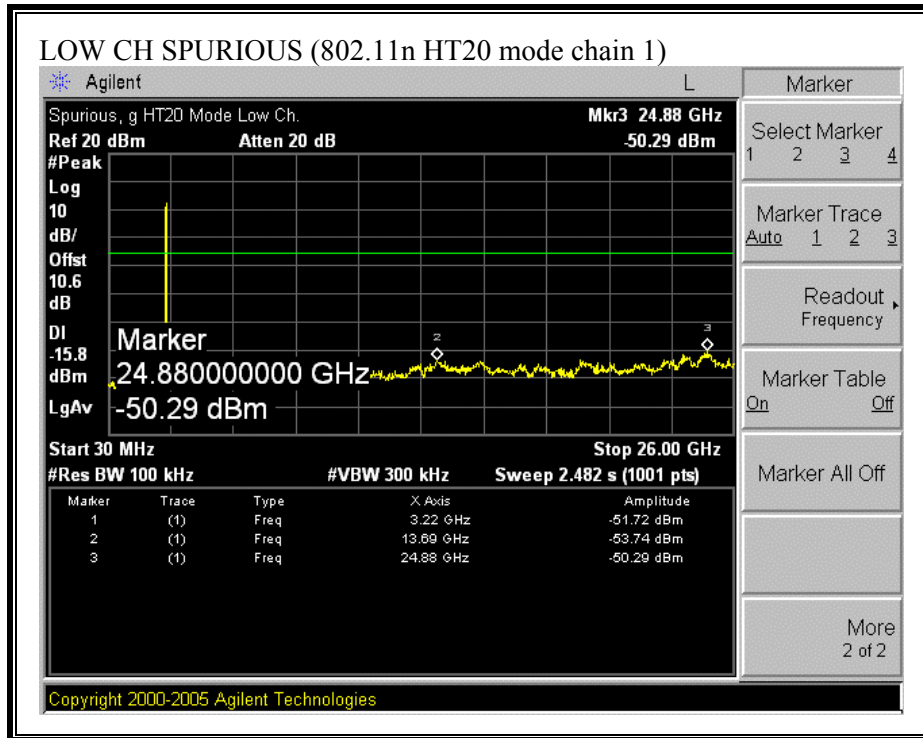 LOW CH SPURIOUS (802.11n HT20 mode chain 1)
Agilent L
Spurious, g HT20 Mode Low Ch. Mkr3 24.88 GHz
Ref 20 dBm Atten 20 dB -50.29 dBm
#Peak
Log
10
dB/
Offst
10.6
dB
DI
-15.8
dBm
LgAv
2
3
Marker
24.880000000 GHz
-50.29 dBm
Start 30 MHz Stop 26.00 GHz
#Res BW 100 kHz #VBW 300 kHz Sweep 2.482 s (1001 pts)
Marker Trace Type X Axis Amplitude
1 (1) Freq 3.22 GHz -51.72 dBm
2 (1) Freq 13.69 GHz -53.74 dBm
3 (1) Freq 24.88 GHz -50.29 dBm
Copyright 2000-2005 Agilent Technologies
Marker
Select Marker
1 2 3 4
Marker Trace
Auto 1 2 3
Readout
Frequency
Marker Table
On Off
Marker All Off
More
2 of 2